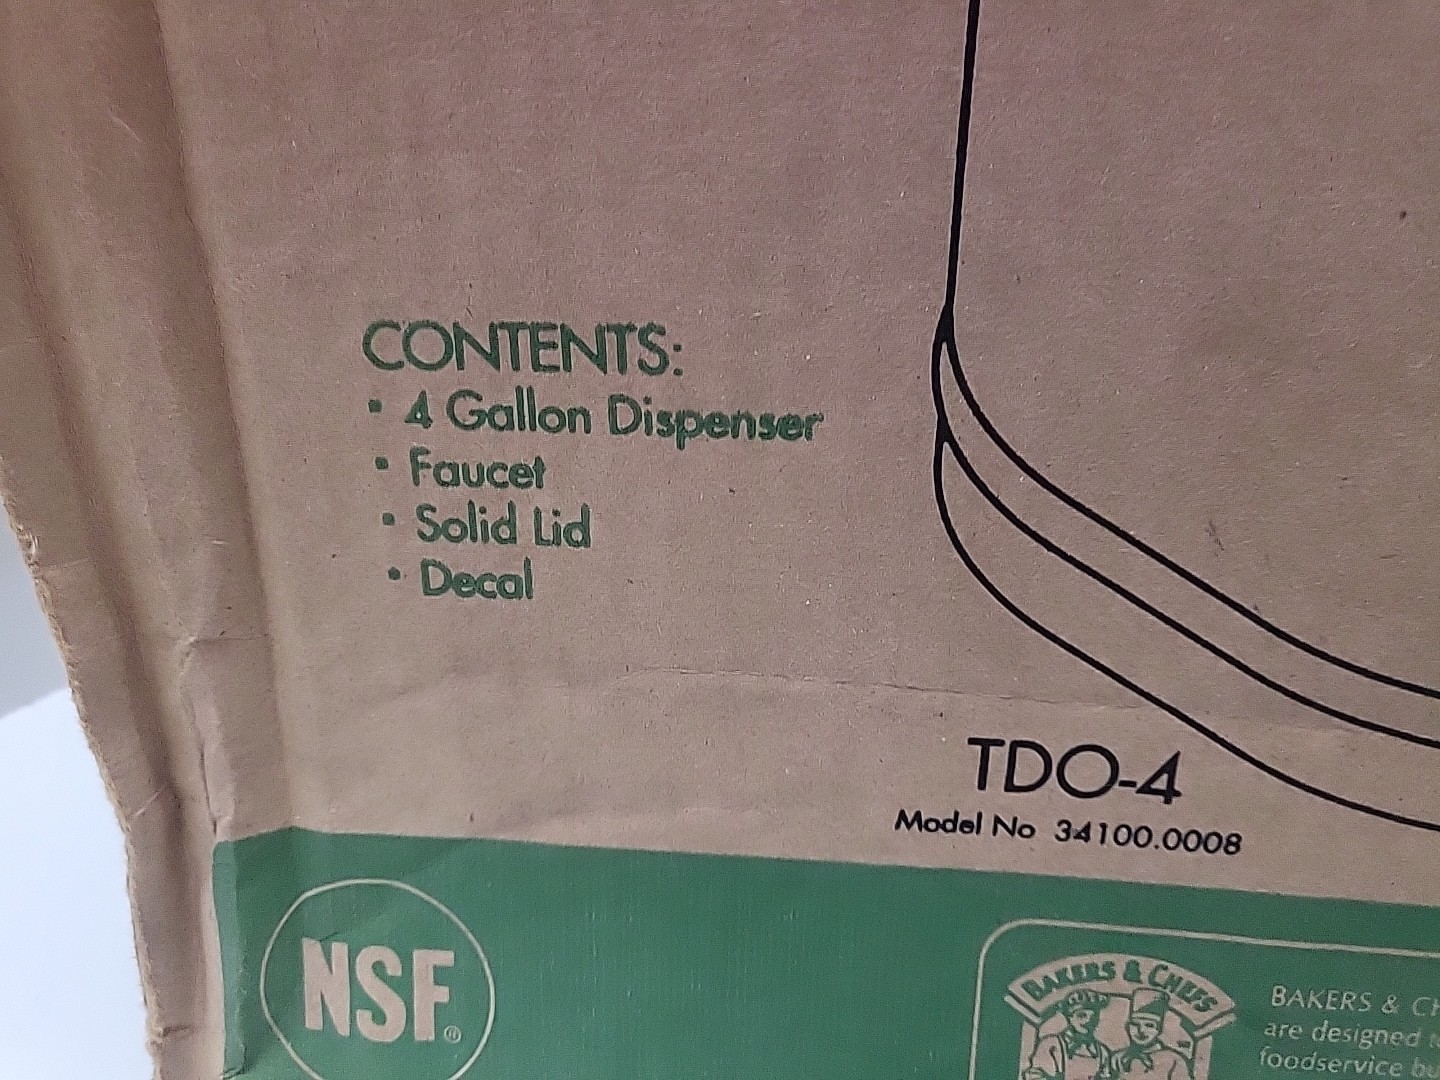 CONTENTS:
• 4 Gallon Dispenser
• Faucet
• Solid Lid
• Decal
TDO-4
Model No 34100.0008
NSF®
BAKERS & CHEFS
BAKERS & CH
are designed
foodservice bu